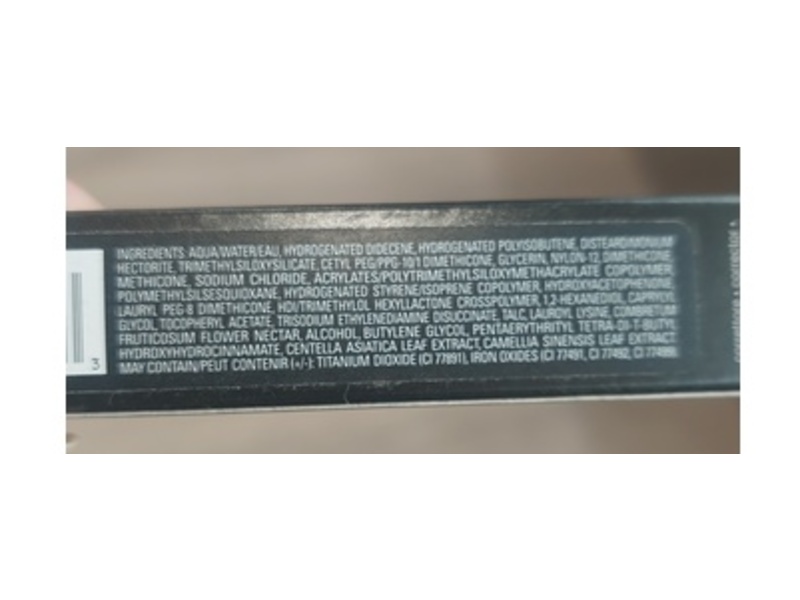 INGREDIENTS: AQUA/WATER/EAU, HYDROGENATED DIDECENE, HYDROGENATED POLYISOBUTENE, DISTEARDIMONIUM
HECTORITE, TRIMETHYLSILOXYSILICATE, CETYL PEG/PPG-10/1 DIMETHICONE, GLYCERIN, NYLON-12, DIMETHICONE
METHICONE, SODIUM CHLORIDE, ACRYLATES/POLYTRIMETHYLSILOXYMETHACRYLATE COPOLYMER
POLYMETHYLSILSESQUIOXANE, HYDROGENATED STYRENE/ISOPRENE COPOLYMER, HYDROXYACETOPHENONE
LAURYL PEG-8 DIMETHICONE, HDI/TRIMETHYLOL HEXYLLACTONE CROSSPOLYMER, 1,2-HEXANEDIOL, CAPRYLYL
GLYCOL, TOCOPHERYL ACETATE, TRISODIUM ETHYLENEDIAMINE DISUCCINATE, TALC, LAUROYL LYSINE, COMBRETUM
FRUTICOSUM FLOWER NECTAR, ALCOHOL, BUTYLENE GLYCOL, PENTAERYTHRITYL TETRA-DI-T-BUTYL
HYDROXYHYDROCINNAMATE, CENTELLA ASIATICA LEAF EXTRACT, CAMELLIA SINENSIS LEAF EXTRACT
MAY CONTAIN/PEUT CONTENIR (+/-): TITANIUM DIOXIDE (CI 77891), IRON OXIDES (CI 77491, CI 77492, CI 77499)